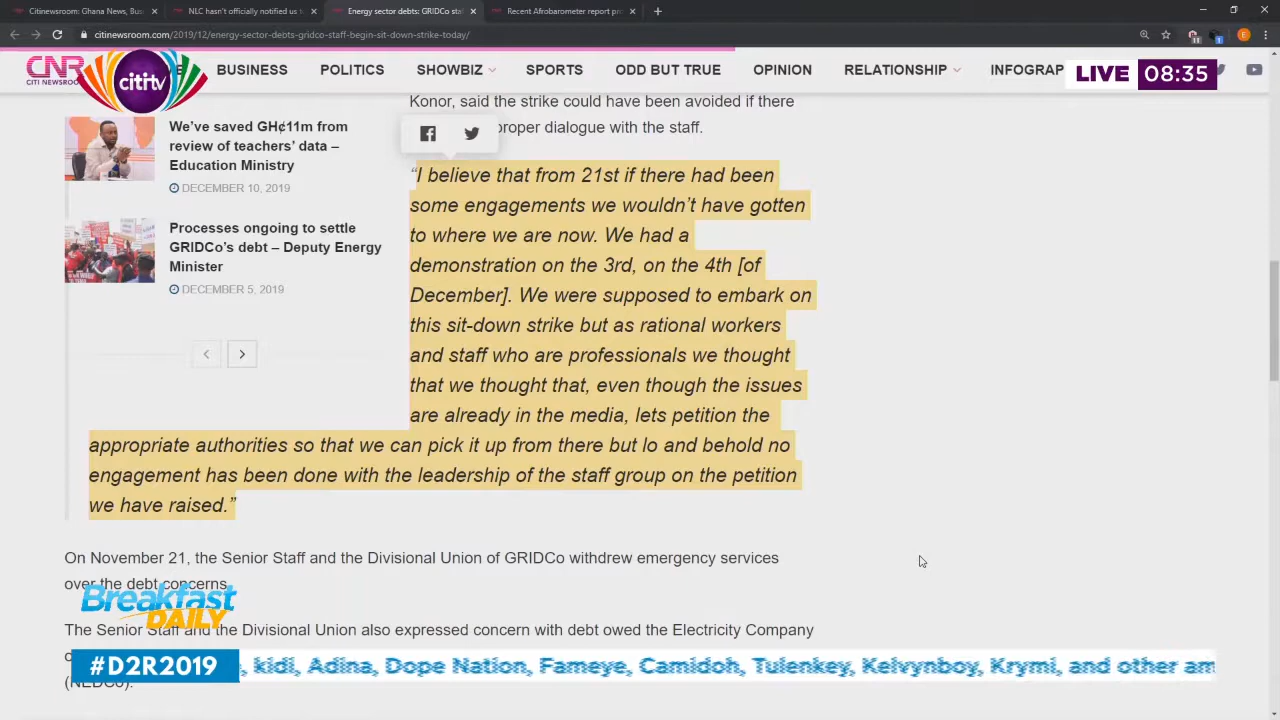 Citinewsroom: Ghana News, Busin
NLC hasn't officially notified us t
Energy sector debts: GRIDCo staf
Recent Afrobarometer report pro
citinewsroom.com/2019/12/energy-sector-debts-gridco-staff-begin-sit-down-strike-today/
CNR
CITI NEWSROOM
citi tv
BUSINESS
POLITICS
SHOWBIZ
SPORTS
ODD BUT TRUE
OPINION
RELATIONSHIP
INFOGRAP
LIVE 08:35
Konor, said the strike could have been avoided if there
proper dialogue with the staff.
We've saved GH¢11m from
review of teachers' data –
Education Ministry
DECEMBER 10, 2019
Processes ongoing to settle
GRIDCo's debt – Deputy Energy
Minister
DECEMBER 5, 2019
“I believe that from 21st if there had been
some engagements we wouldn't have gotten
to where we are now. We had a
demonstration on the 3rd, on the 4th [of
December]. We were supposed to embark on
this sit-down strike but as rational workers
and staff who are professionals we thought
that we thought that, even though the issues
are already in the media, lets petition the
appropriate authorities so that we can pick it up from there but lo and behold no
engagement has been done with the leadership of the staff group on the petition
we have raised.”
On November 21, the Senior Staff and the Divisional Union of GRIDCo withdrew emergency services
over the debt concerns.
Breakfast
DAILY
The Senior Staff and the Divisional Union also expressed concern with debt owed the Electricity Company
#D2R2019
, kidi, Adina, Dope Nation, Fameye, Camidoh, Tulenkey, Kelvynboy, Krymi, and other am
(NEDCo).